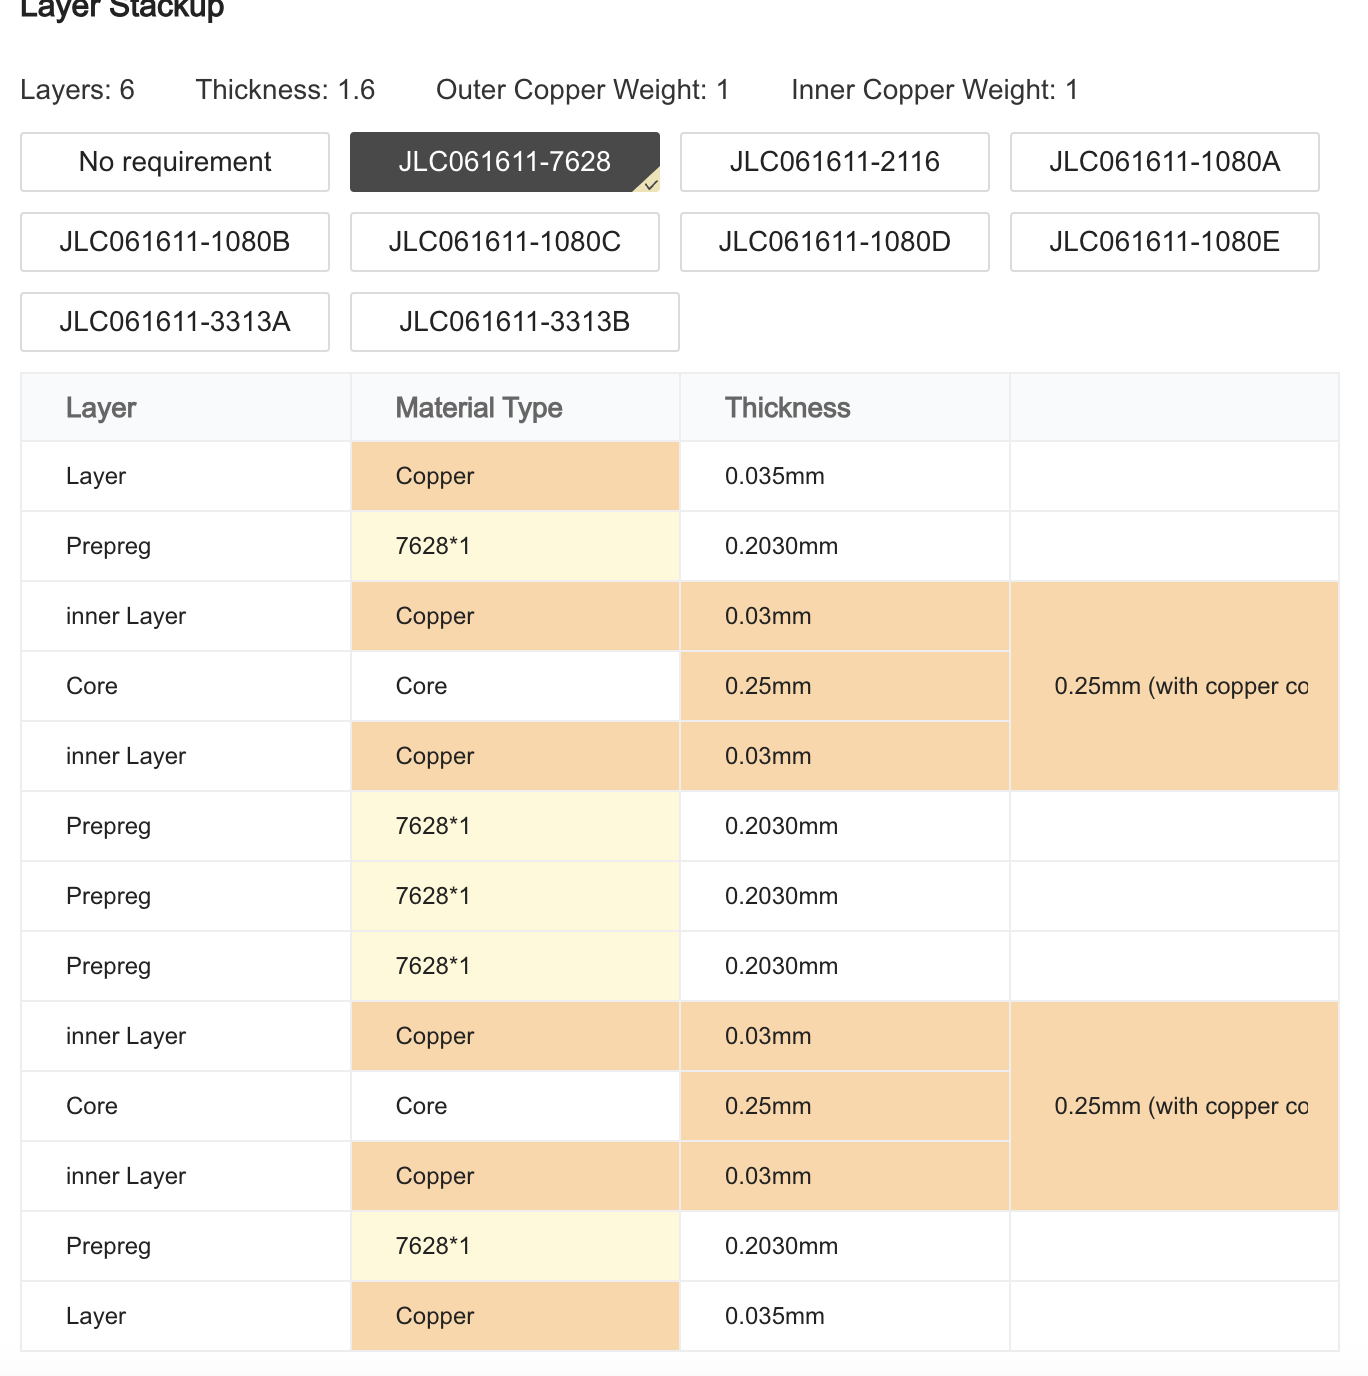 Layer Stackup
Layers: 6 Thickness: 1.6 Outer Copper Weight: 1 Inner Copper Weight: 1
No requirement JLC061611-7628 JLC061611-2116 JLC061611-1080A
JLC061611-1080B JLC061611-1080C JLC061611-1080D JLC061611-1080E
JLC061611-3313A JLC061611-3313B
Layer Material Type Thickness
Layer Copper 0.035mm
Prepreg 7628*1 0.2030mm
inner Layer Copper 0.03mm
Core Core 0.25mm 0.25mm (with copper co
inner Layer Copper 0.03mm
Prepreg 7628*1 0.2030mm
Prepreg 7628*1 0.2030mm
Prepreg 7628*1 0.2030mm
inner Layer Copper 0.03mm
Core Core 0.25mm 0.25mm (with copper co
inner Layer Copper 0.03mm
Prepreg 7628*1 0.2030mm
Layer Copper 0.035mm